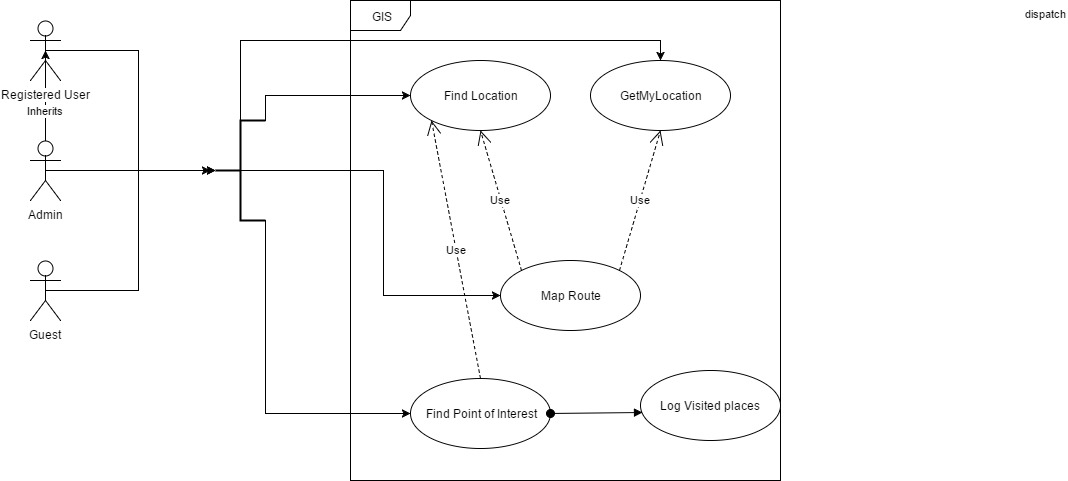 GIS
dispatch
Registered User
Inherits
Find Location
GetMyLocation
Admin
Use
Use
Use
Guest
Map Route
Find Point of Interest
Log Visited places